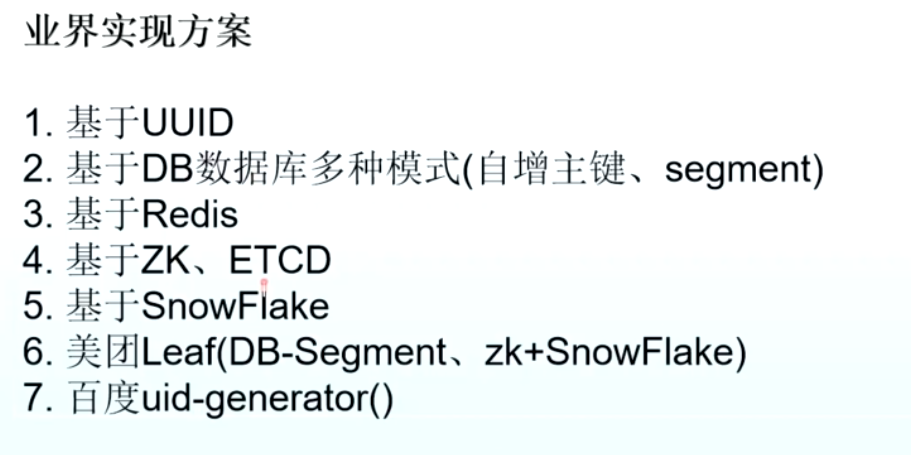 业界实现方案
1. 基于UUID
2. 基于DB数据库多种模式(自增主键、segment)
3. 基于Redis
4. 基于ZK、ETCD
5. 基于SnowFlake
6. 美团Leaf(DB-Segment、zk+SnowFlake)
7. 百度uid-generator()